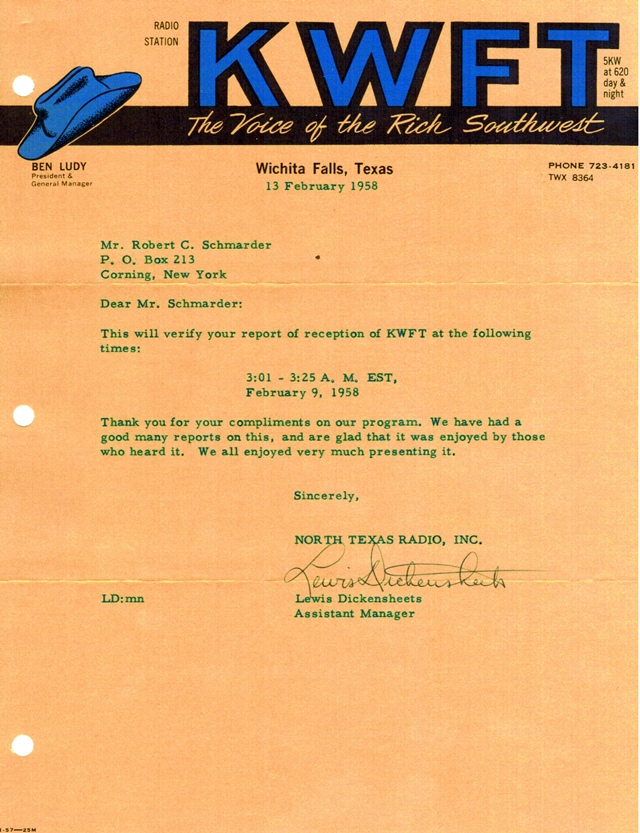 RADIO
STATION
KWFT
5KW
at 620
day &
night
The Voice of the Rich Southwest
BEN LUDY
President &
General Manager
Wichita Falls, Texas
PHONE 723-4181
TWX 8364
13 February 1958
Mr. Robert C. Schmarder
P. O. Box 213
Corning, New York
Dear Mr. Schmarder:
This will verify your report of reception of KWFT at the following
times:
3:01 - 3:25 A. M. EST,
February 9, 1958
Thank you for your compliments on our program. We have had a
good many reports on this, and are glad that it was enjoyed by those
who heard it. We all enjoyed very much presenting it.
Sincerely,
NORTH TEXAS RADIO, INC.
Lewis Dickensheets
LD:mn
Lewis Dickensheets
Assistant Manager
-57—25M